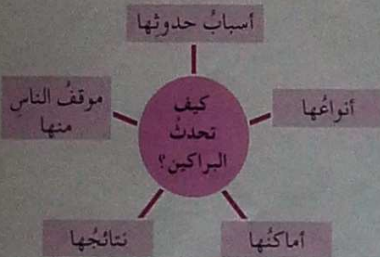 أسبابُ حدوثِها
أنواعُها
موقفُ الناسِ
منها
كيف
تحدثُ
البراكين؟
أماكنُها
نتائجُها